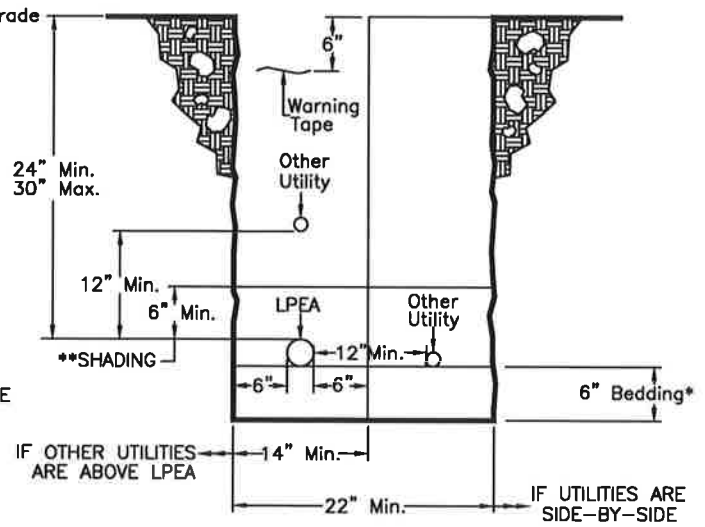 rade
6"
Warning
Tape
24" Min.
30" Max.
Other
Utility
12" Min.
6" Min.
LPEA
Other
Utility
**SHADING
12"Min.
E
6"
6"
6" Bedding*
IF OTHER UTILITIES
ARE ABOVE LPEA
14" Min.
22" Min.
IF UTILITIES ARE
SIDE-BY-SIDE